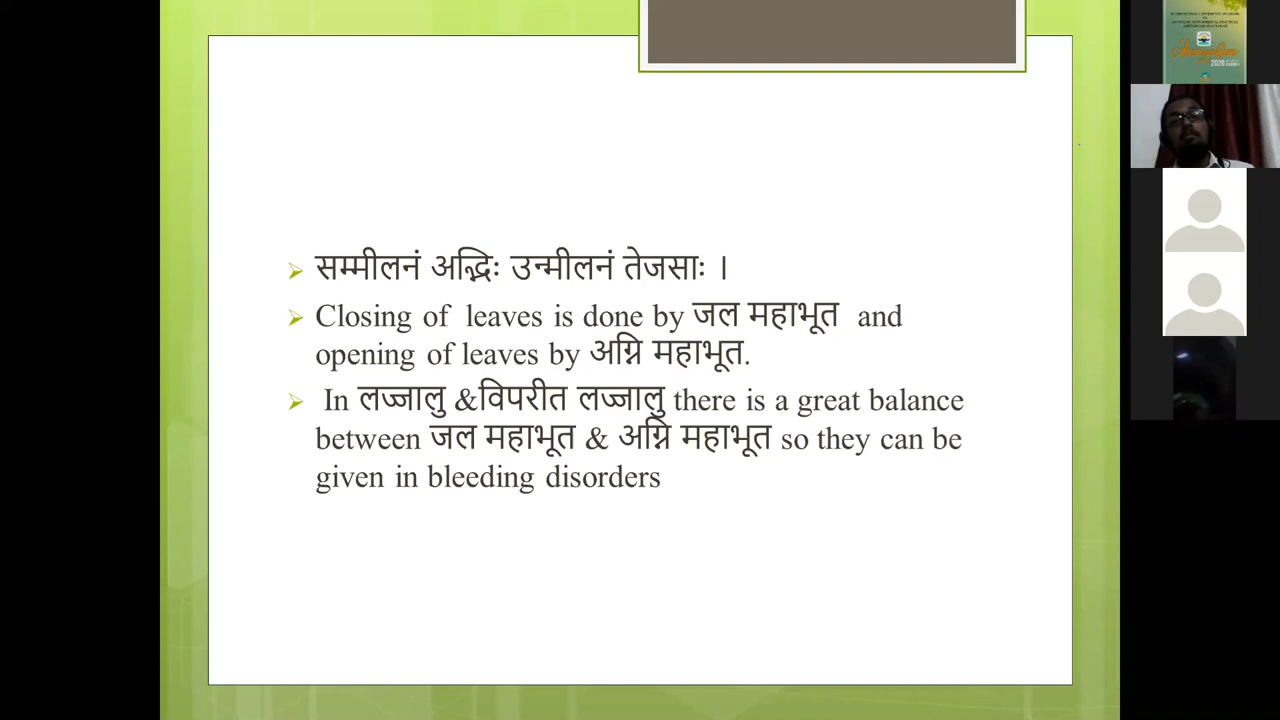 सम्मीलनं अद्भिः उन्मीलनं तेजसाः ।
Closing of leaves is done by जल महाभूत and
opening of leaves by अग्नि महाभूत.
In लज्जालु &विपरीत लज्जालु there is a great balance
between जल महाभूत & अग्नि महाभूत so they can be
given in bleeding disorders
2020